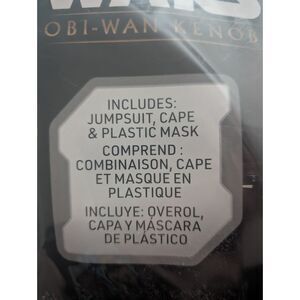 WARS
OBI-WAN KENOB
INCLUDES:
JUMPSUIT, CAPE
& PLASTIC MASK
COMPREND :
COMBINAISON, CAPE
ET MASQUE EN
PLASTIQUE
INCLUYE: OVEROL,
CAPA Y MÁSCARA
DE PLÁSTICO